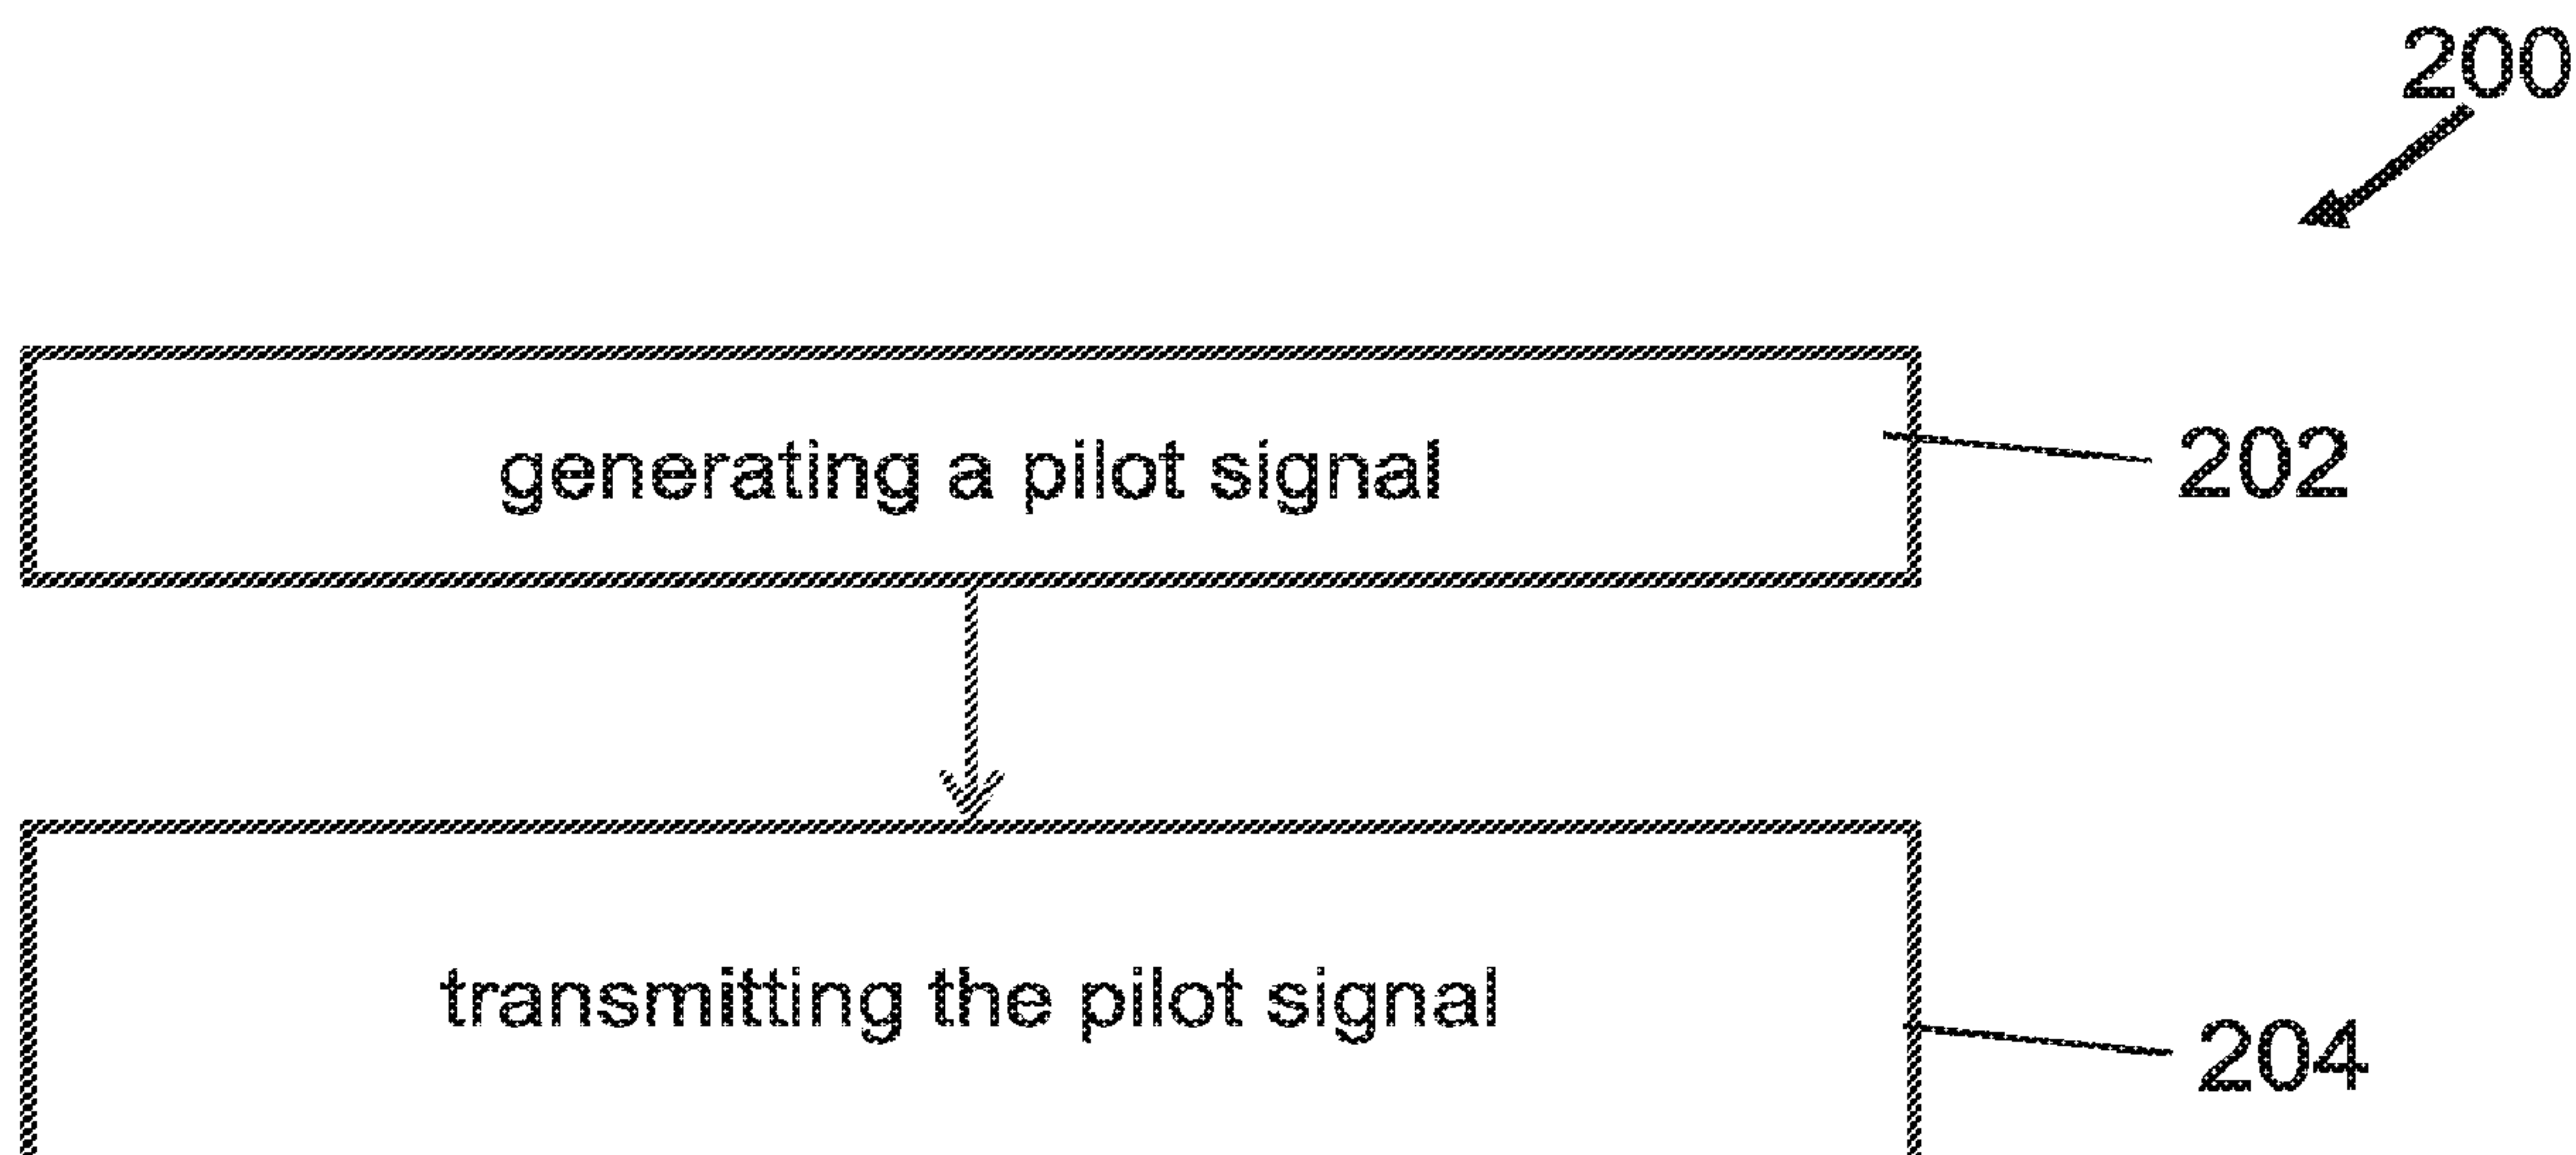 200
generating a pilot signal
202
transmitting the pilot signal
204